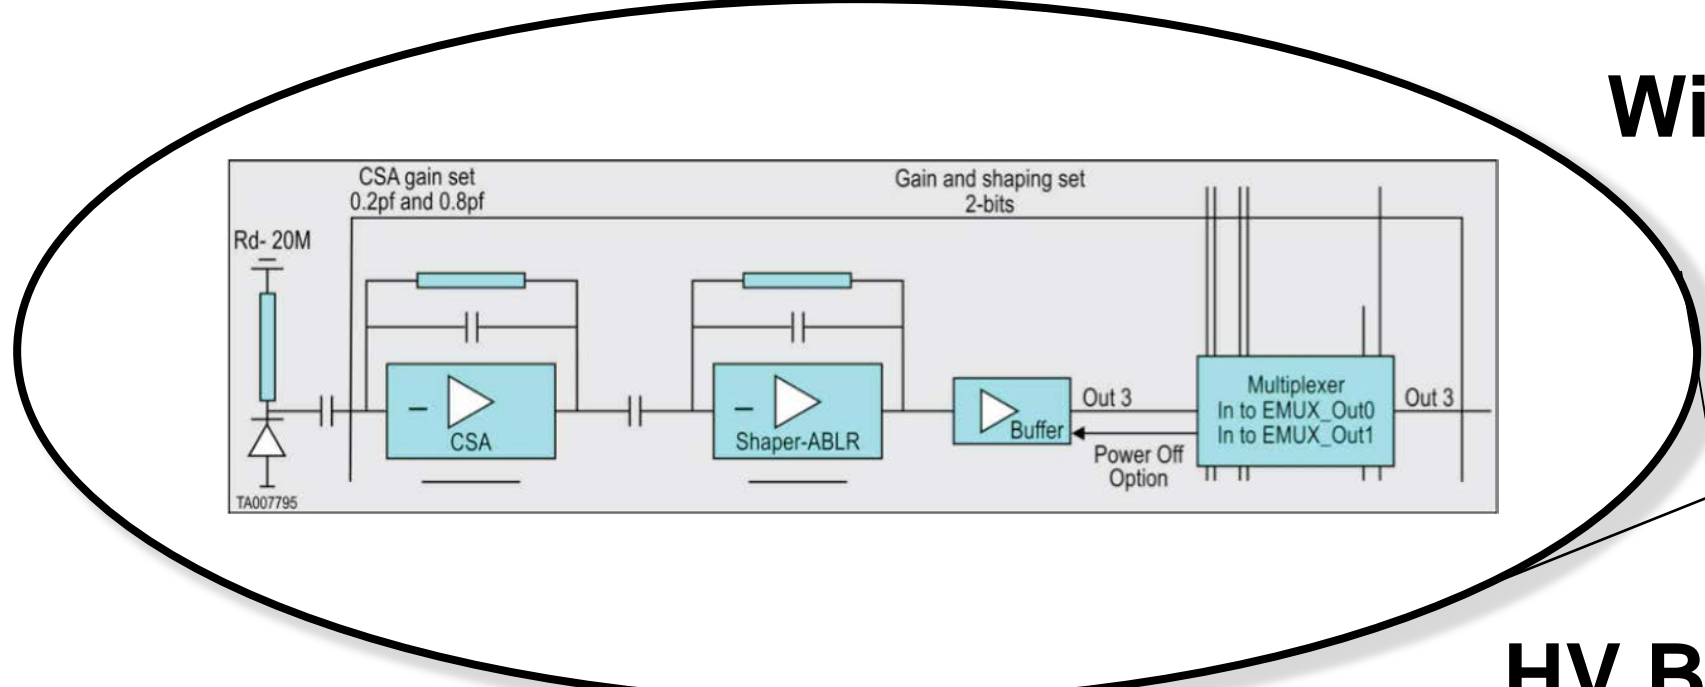 Wi
CSA gain set
0.2pf and 0.8pf
Gain and shaping set
2-bits
Rd- 20M
CSA
Shaper-ABLR
Buffer
Out 3
Power Off
Option
Multiplexer
In to EMUX_Out0
In to EMUX_Out1
Out 3
TA007795
HV B